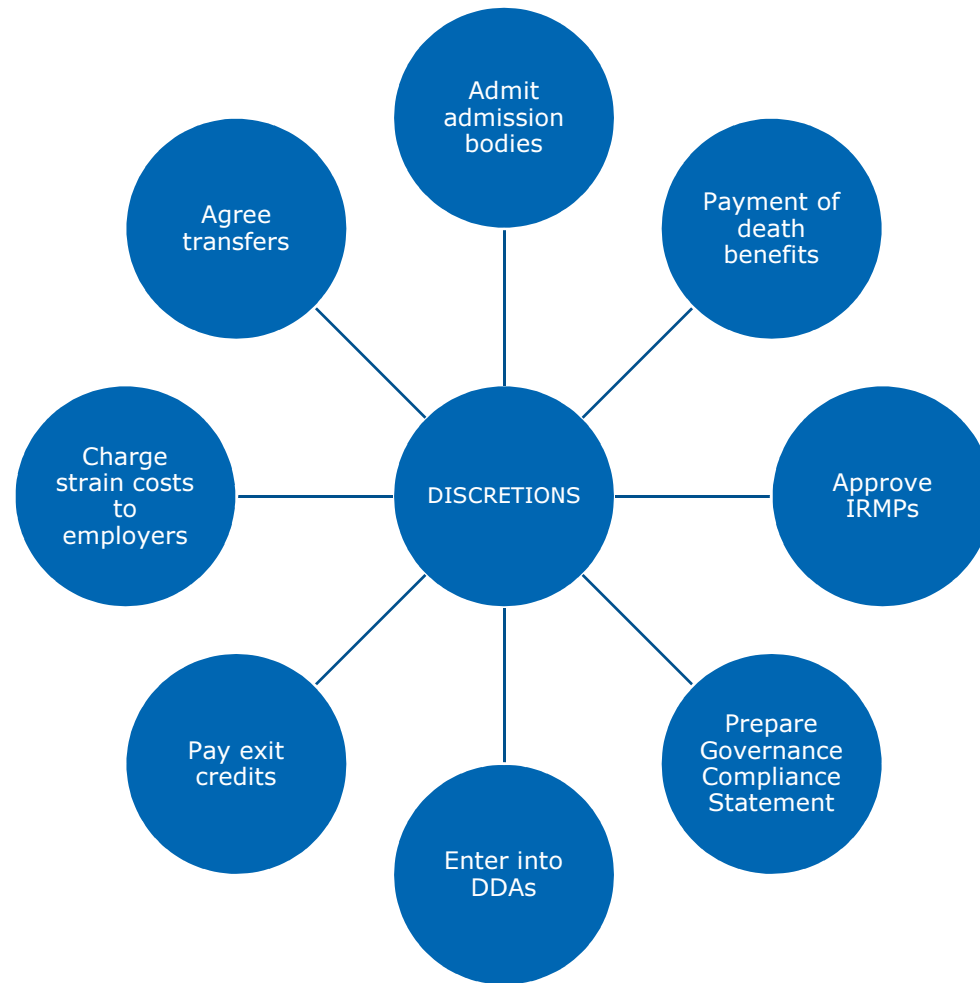 Admit
admission
bodies
Payment of
death
benefits
Approve
IRMPs
Prepare
Governance
Compliance
Statement
Enter into
DDAs
Pay exit
credits
Charge
strain costs
to
employers
Agree
transfers
DISCRETIONS